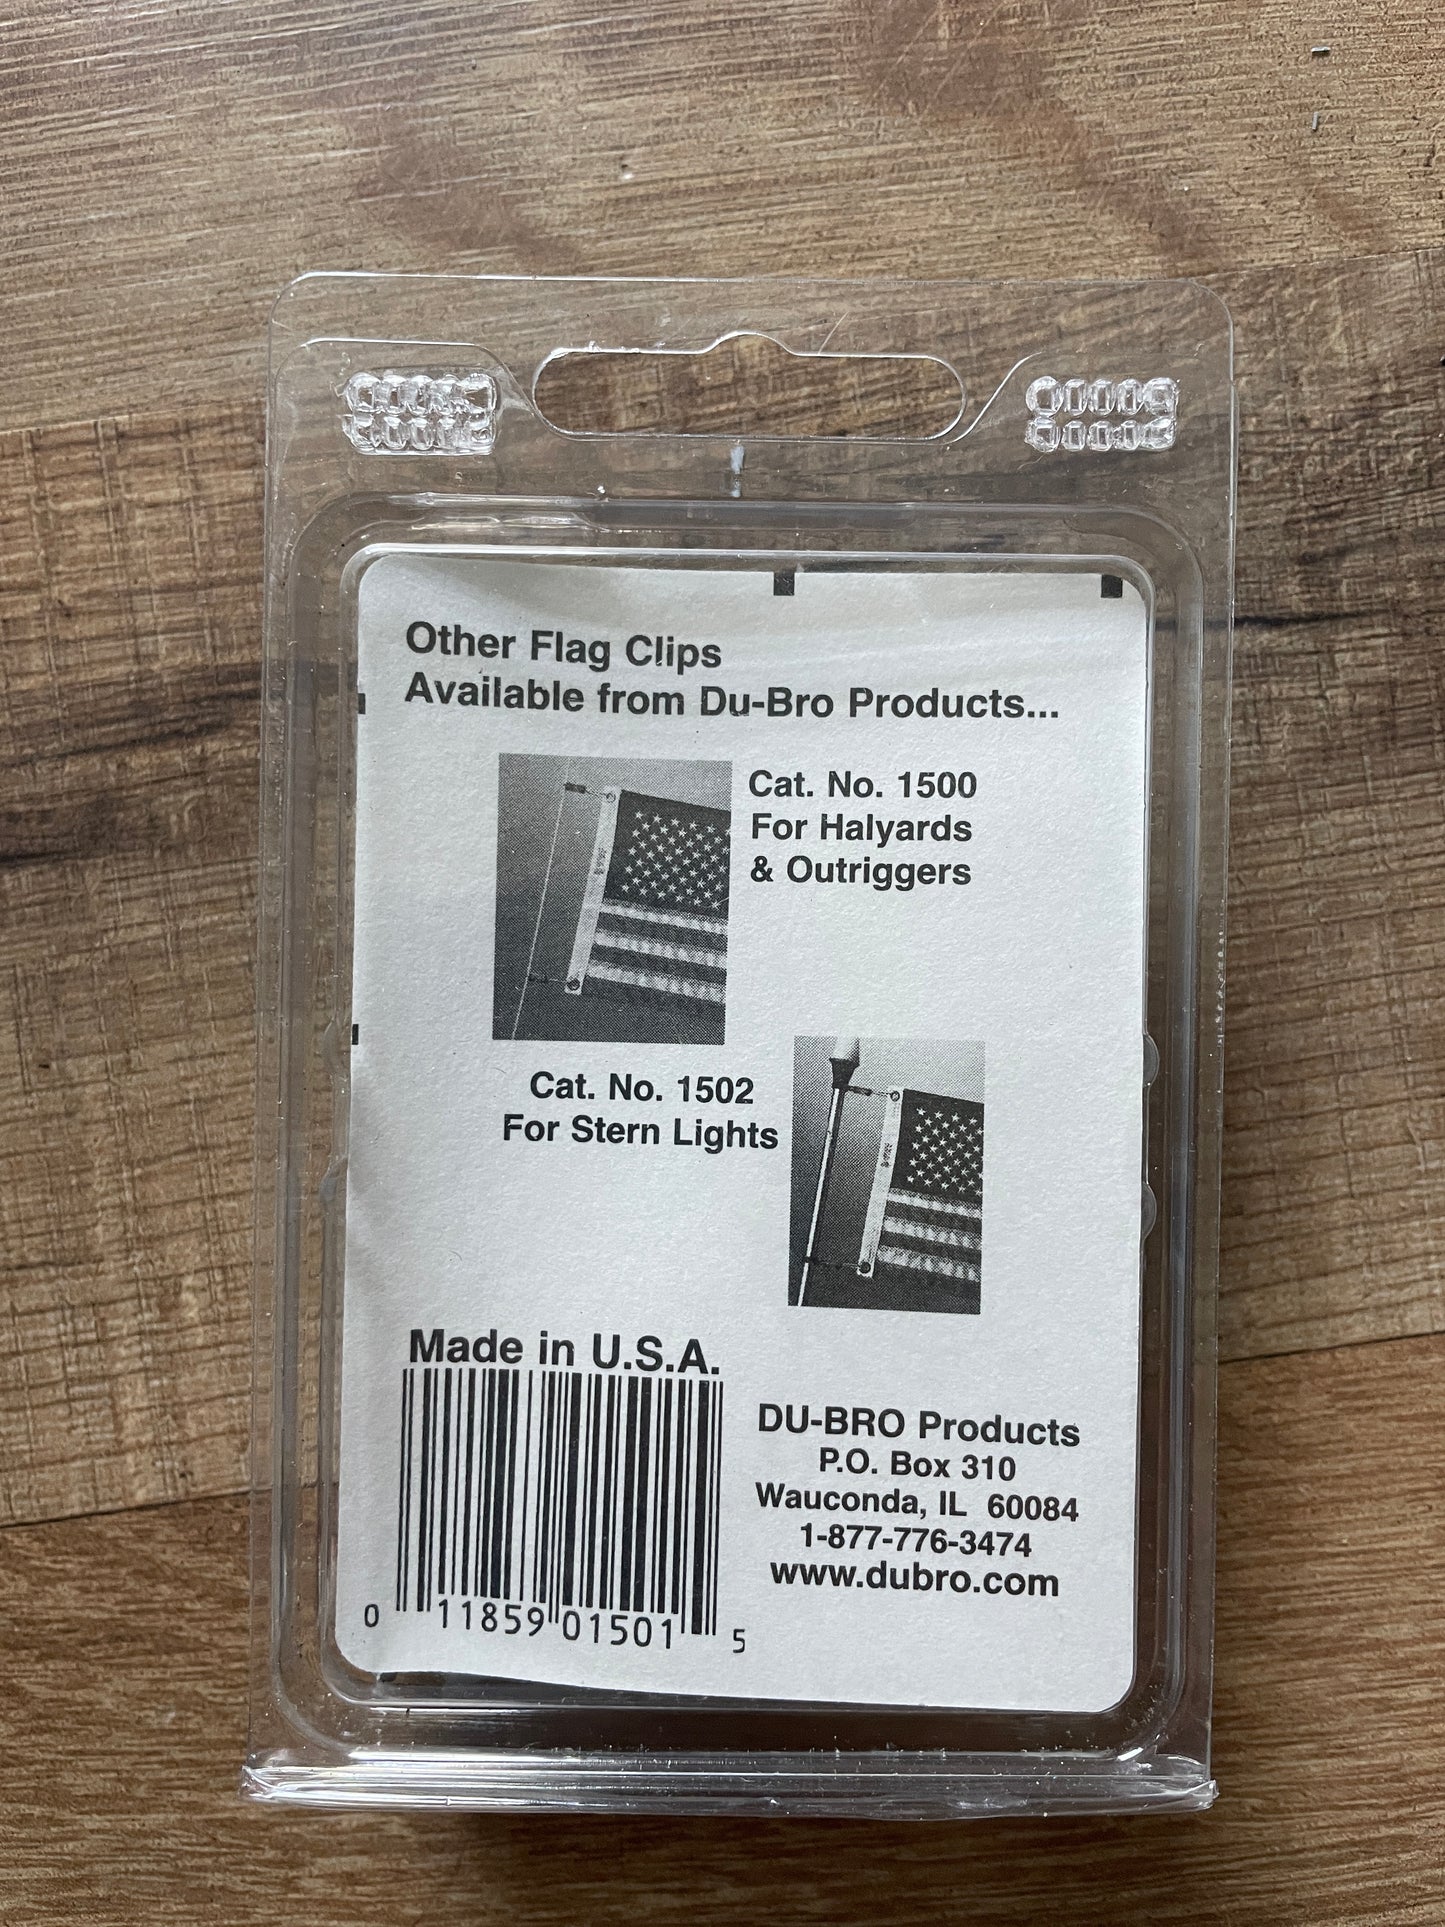 Other Flag Clips
Available from Du-Bro Products...
Cat. No. 1500
For Halyards
& Outriggers
Cat. No. 1502
For Stern Lights
Made in U.S.A.
0 11859 01501 5
DU-BRO Products
P.O. Box 310
Wauconda, IL 60084
1-877-776-3474
www.dubro.com